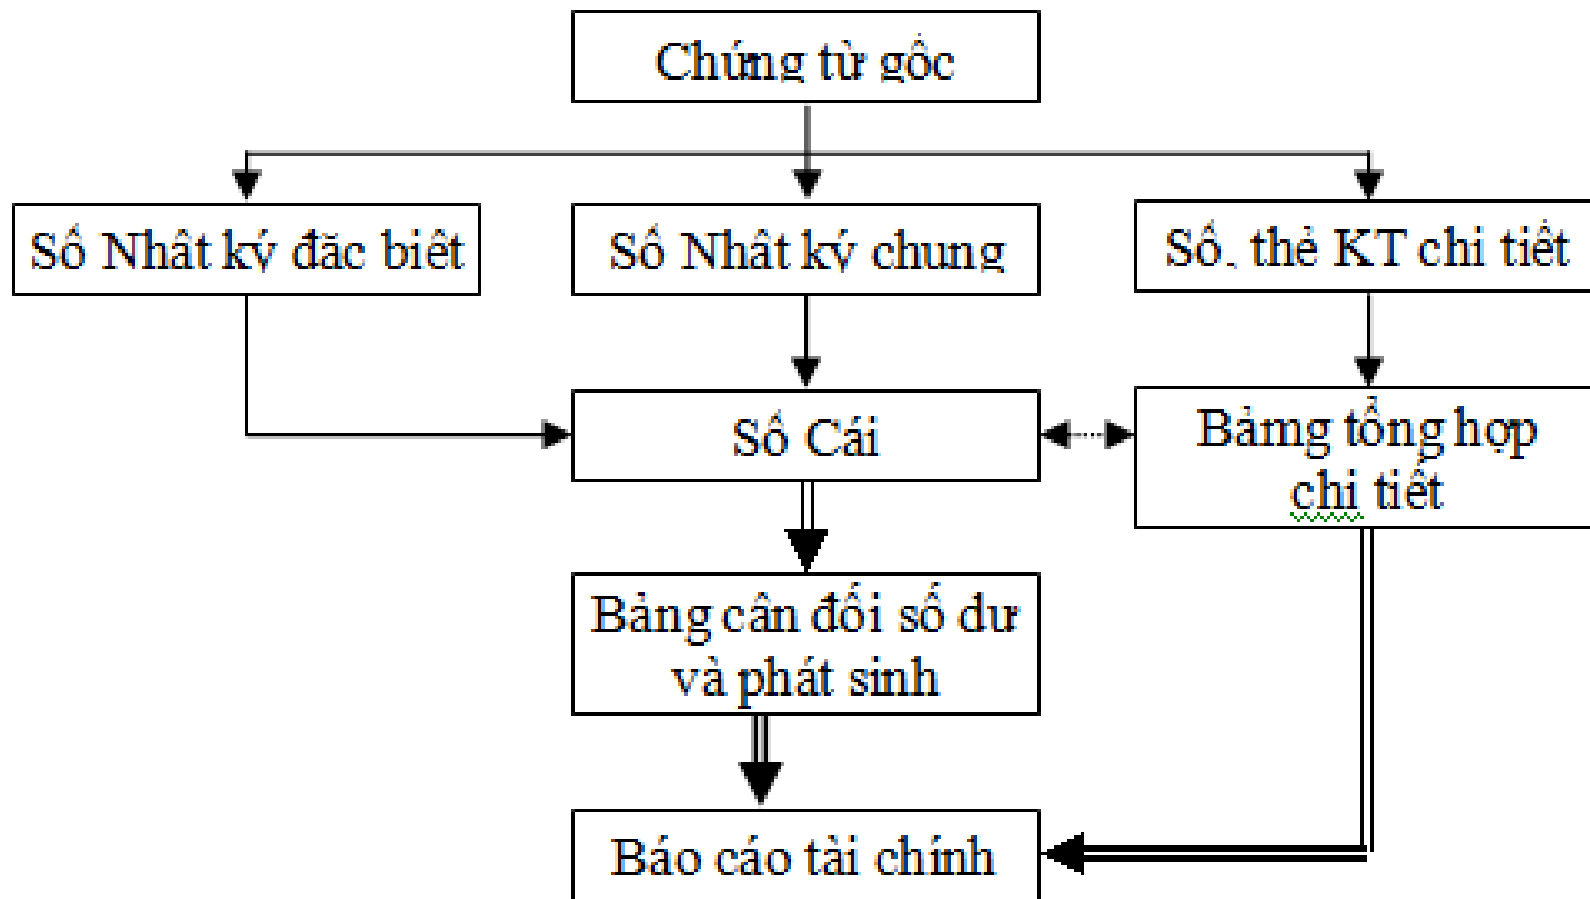 Chứng từ gốc
Sổ Nhật ký đặc biệt
Sổ Nhật ký chung
Sổ, thẻ KT chi tiết
Sổ Cái
Bảmg tổng hợp
chi tiết
Bảng cân đối số dư
và phát sinh
Báo cáo tài chính